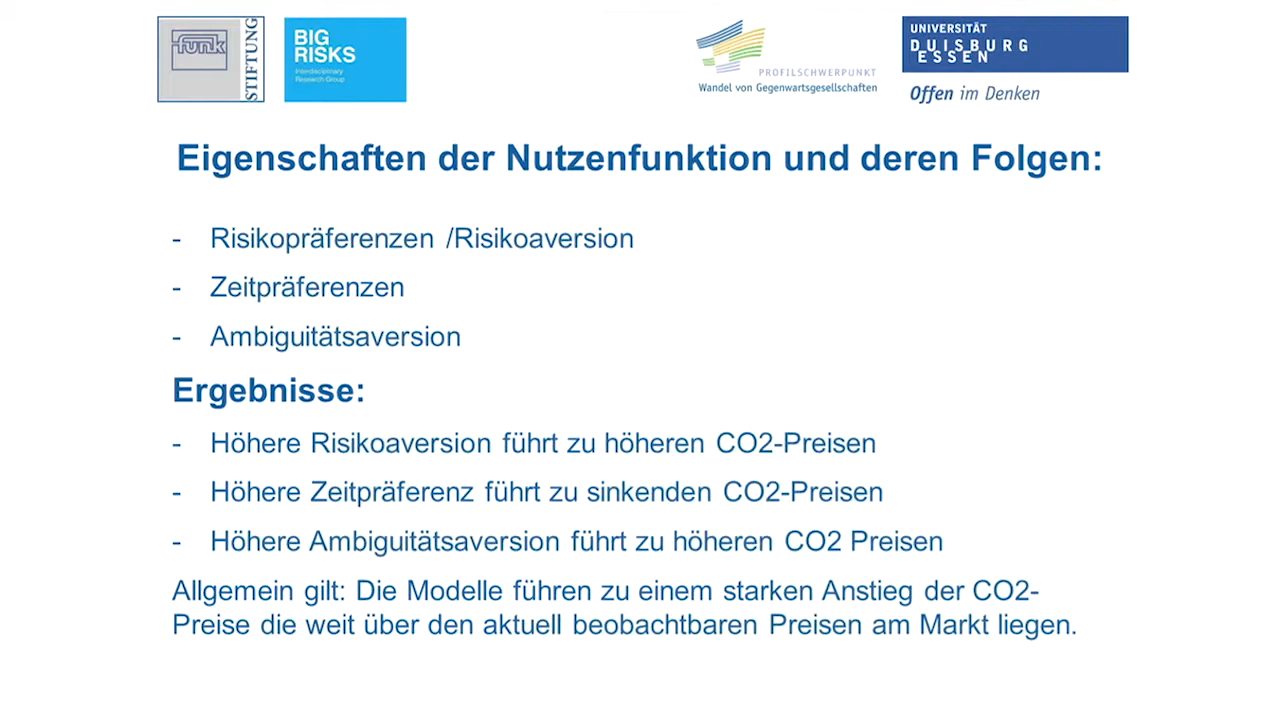 funk
STIFTUNG
BIG
RISKS
Interdisciplinary
Research Group
PROFILSCHWERPUNKT
Wandel von Gegenwartsgesellschaften
UNIVERSITÄT
DUISBURG
ESSEN
Offen im Denken
Eigenschaften der Nutzenfunktion und deren Folgen:
- Risikopräferenzen /Risikoaversion
- Zeitpräferenzen
- Ambiguitätsaversion
Ergebnisse:
- Höhere Risikoaversion führt zu höheren CO2-Preisen
- Höhere Zeitpräferenz führt zu sinkenden CO2-Preisen
- Höhere Ambiguitätsaversion führt zu höheren CO2 Preisen
Allgemein gilt: Die Modelle führen zu einem starken Anstieg der CO2-
Preise die weit über den aktuell beobachtbaren Preisen am Markt liegen.